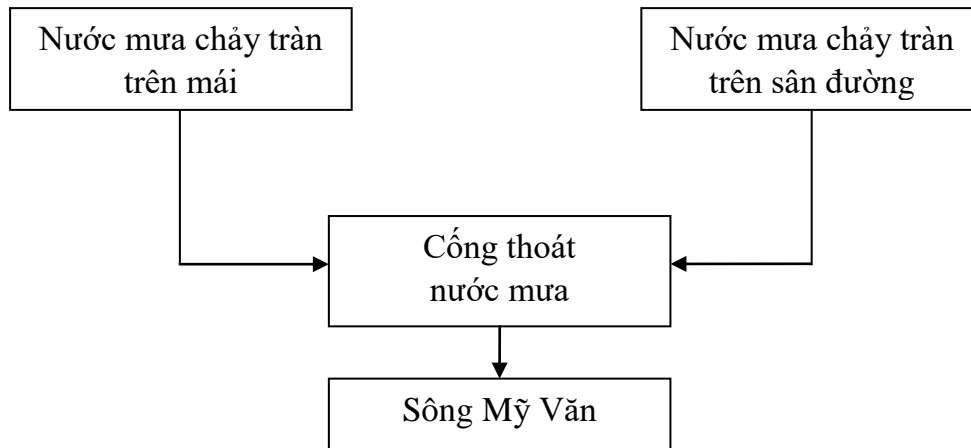 Nước mưa chảy tràn
trên mái
Nước mưa chảy tràn
trên sân đường
Cống thoát
nước mưa
Sông Mỹ Văn